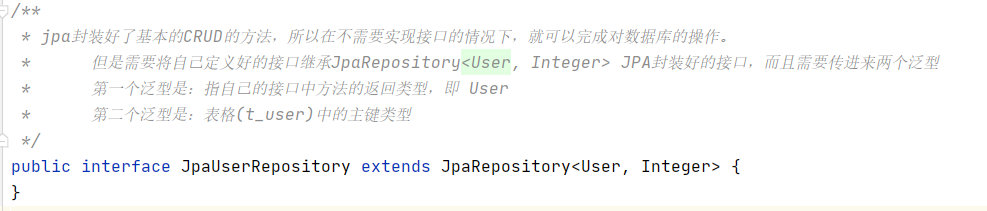 /**
 * jpa封装好了基本的CRUD的方法，所以在不需要实现接口的情况下，就可以完成对数据库的操作。
 *      但是需要将自己定义好的接口继承JpaRepository<User, Integer> JPA封装好的接口，而且需要传进来两个泛型
 *      第一个泛型是：指自己的接口中方法的返回类型，即 User
 *      第二个泛型是：表格(t_user)中的主键类型
 */
public interface JpaUserRepository extends JpaRepository<User, Integer> {
}